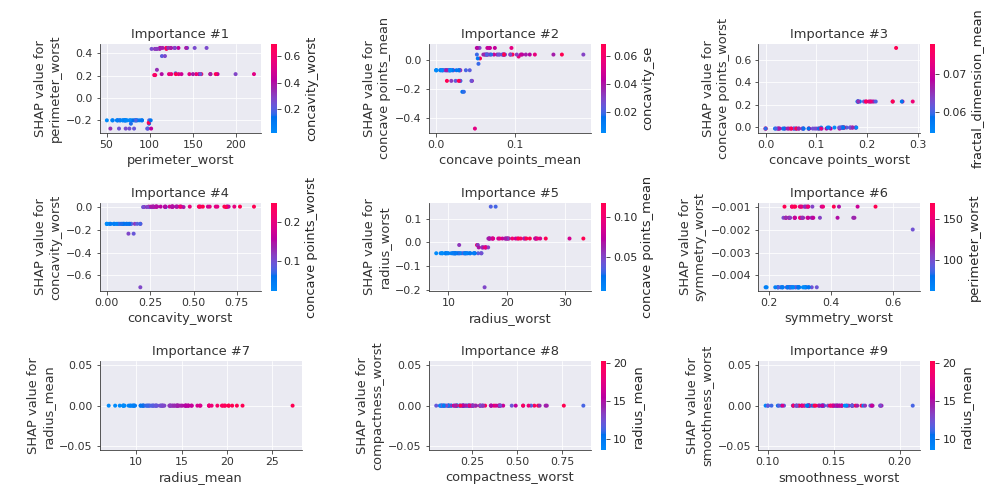 Importance #1
SHAP value for
perimeter_worst
0.4
0.2
0.0
−0.2
50
100
150
200
perimeter_worst
0.6
0.4
0.2
concavity_worst
Importance #2
SHAP value for
concave points_mean
0.0
−0.2
−0.4
0.0
0.1
concave points_mean
0.06
0.04
0.02
concavity_se
Importance #3
SHAP value for
concave points_worst
0.6
0.4
0.2
0.0
0.0
0.1
0.2
0.3
concave points_worst
0.07
0.06
fractal_dimension_mean
Importance #4
SHAP value for
concavity_worst
0.0
−0.2
−0.4
−0.6
0.00
0.25
0.50
0.75
concavity_worst
0.2
0.1
concave points_worst
Importance #5
SHAP value for
radius_worst
0.1
0.0
−0.1
−0.2
10
20
30
radius_worst
0.10
0.05
concave points_mean
Importance #6
SHAP value for
symmetry_worst
−0.001
−0.002
−0.003
−0.004
0.2
0.4
0.6
symmetry_worst
150
100
perimeter_worst
Importance #7
SHAP value for
radius_mean
0.05
0.00
−0.05
10
15
20
25
radius_mean
Importance #8
SHAP value for
compactness_worst
0.05
0.00
−0.05
0.25
0.50
0.75
compactness_worst
20
15
10
radius_mean
Importance #9
SHAP value for
smoothness_worst
0.05
0.00
−0.05
0.10
0.15
0.20
smoothness_worst
20
15
10
radius_mean